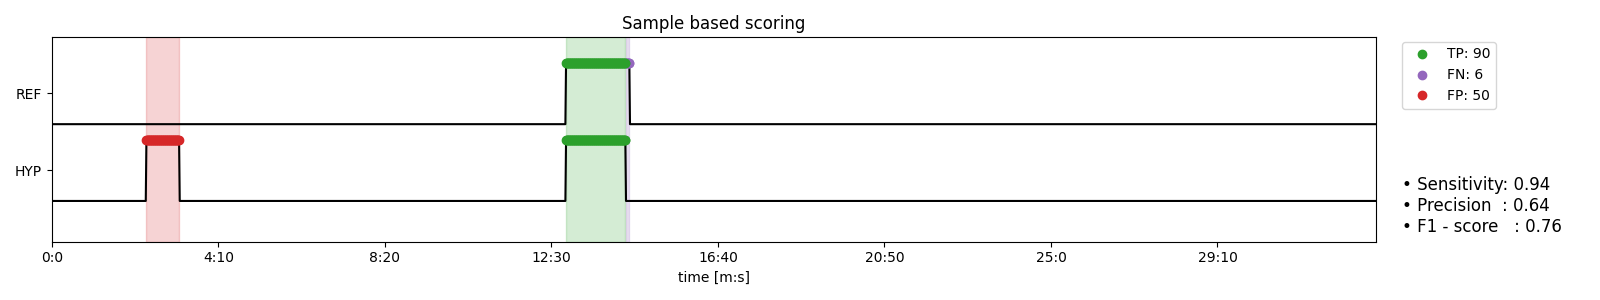 Sample based scoring
TP: 90
FN: 6
FP: 50
REF
HYP
• Sensitivity: 0.94
• Precision  : 0.64
• F1 - score   : 0.76
0:0 4:10 8:20 12:30 16:40 20:50 25:0 29:10
time [m:s]